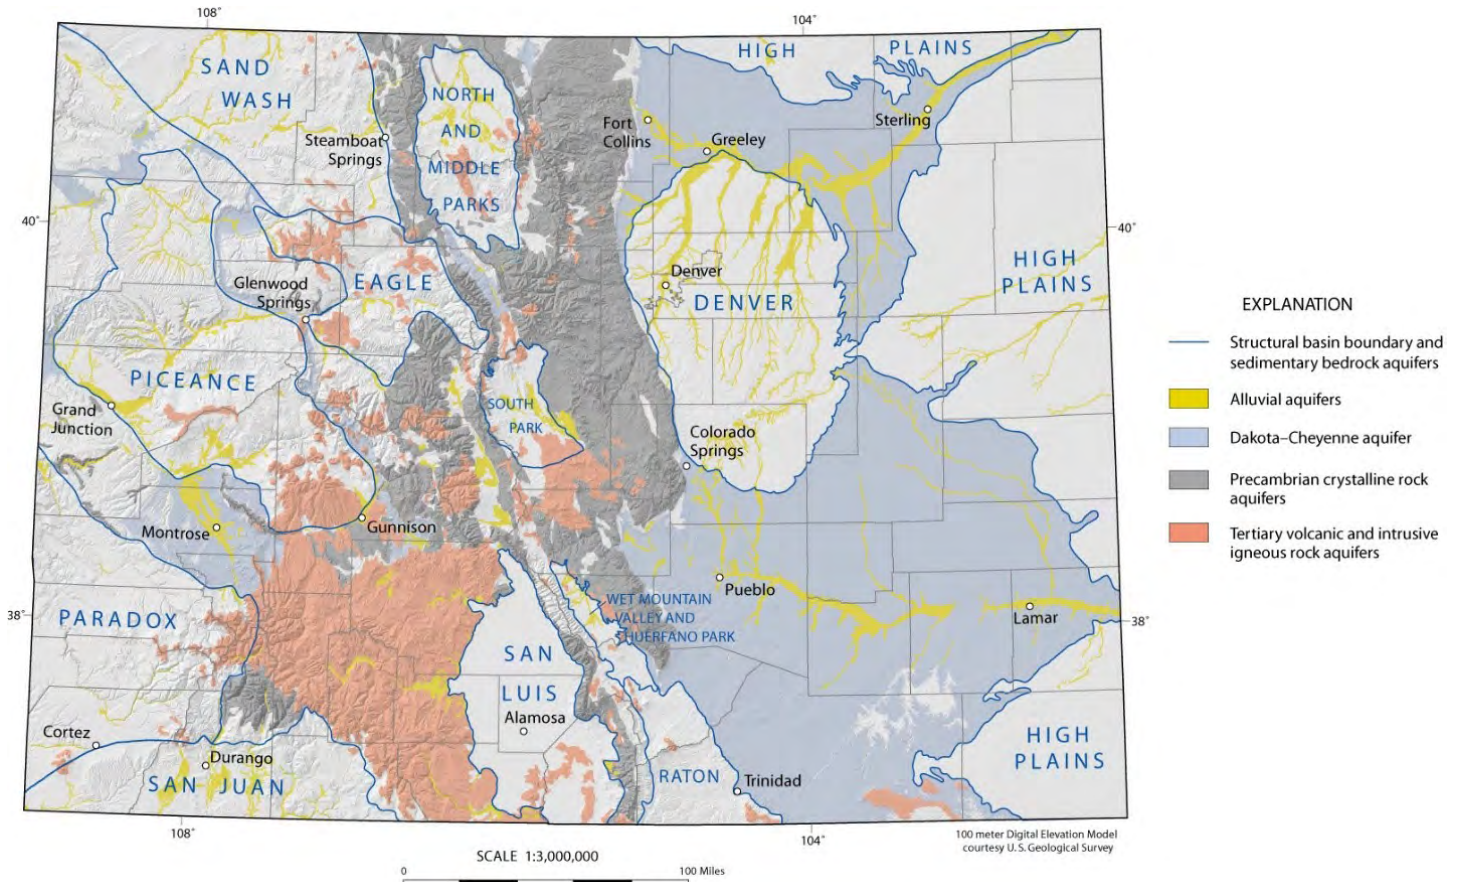 108°
104°
HIGH
PLAINS
SAND
WASH
NORTH
AND
MIDDLE
PARKS
Steamboat
Springs
Fort
Collins
Greeley
Sterling
40°
40°
HIGH
PLAINS
Glenwood
Springs
EAGLE
Denver
DENVER
PICEANCE
Grand
Junction
SOUTH
PARK
Colorado
Springs
Montrose
Gunnison
Pueblo
Lamar
WET MOUNTAIN
VALLEY AND
HUERFANO PARK
38°
38°
PARADOX
SAN
LUIS
Alamosa
Cortez
Durango
SAN JUAN
RATON
Trinidad
HIGH
PLAINS
108°
104°
100 meter Digital Elevation Model
courtesy U.S. Geological Survey
SCALE 1:3,000,000
0
100 Miles
EXPLANATION
Structural basin boundary and
sedimentary bedrock aquifers
Alluvial aquifers
Dakota–Cheyenne aquifer
Precambrian crystalline rock
aquifers
Tertiary volcanic and intrusive
igneous rock aquifers